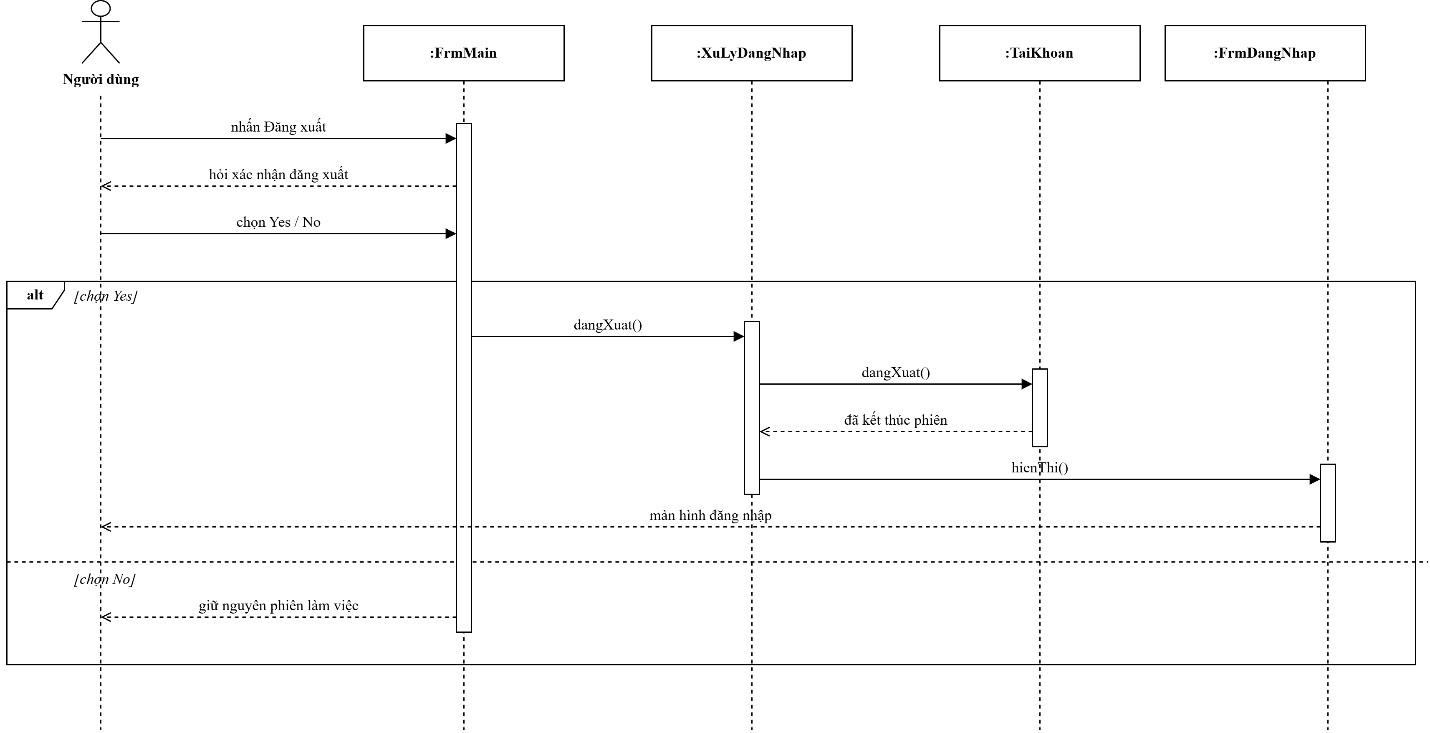 Người dùng
:FrmMain
:XuLyDangNhap
:TaiKhoan
:FrmDangNhap
nhấn Đăng xuất
hỏi xác nhận đăng xuất
chọn Yes / No
alt
[chọn Yes]
dangXuat()
dangXuat()
đã kết thúc phiên
hienThi()
màn hình đăng nhập
[chọn No]
giữ nguyên phiên làm việc